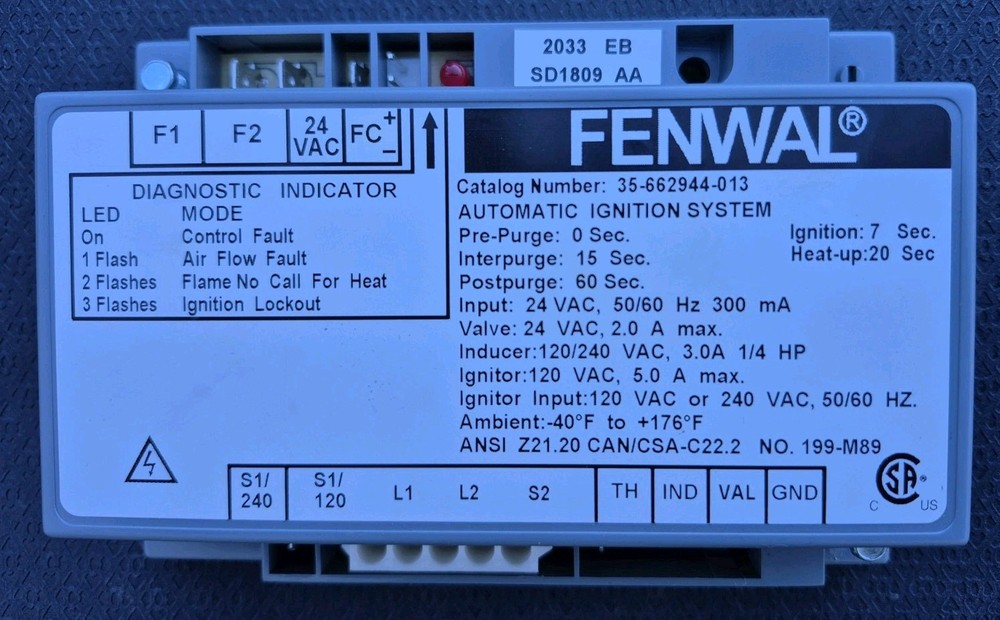 2033 EB
SD1809 AA
F1
F2
24
VAC
FC + −
FENWAL®
DIAGNOSTIC INDICATOR
LED MODE
On Control Fault
1 Flash Air Flow Fault
2 Flashes Flame No Call For Heat
3 Flashes Ignition Lockout
Catalog Number: 35-662944-013
AUTOMATIC IGNITION SYSTEM
Pre-Purge: 0 Sec.
Ignition: 7 Sec.
Interpurge: 15 Sec.
Heat-up:20 Sec
Postpurge: 60 Sec.
Input: 24 VAC, 50/60 Hz 300 mA
Valve: 24 VAC, 2.0 A max.
Inducer:120/240 VAC, 3.0A 1/4 HP
Ignitor:120 VAC, 5.0 A max.
Ignitor Input:120 VAC or 240 VAC, 50/60 HZ.
Ambient:-40°F to +176°F
ANSI Z21.20 CAN/CSA-C22.2 NO. 199-M89
S1/
240
S1/
120
L1
L2
S2
TH
IND
VAL
GND
C SA US